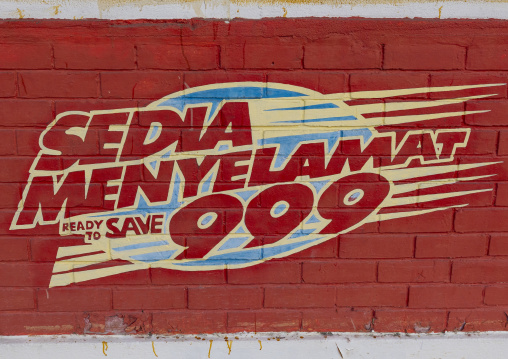 SEDIA
MENYELAMAT
READY
TO SAVE
999